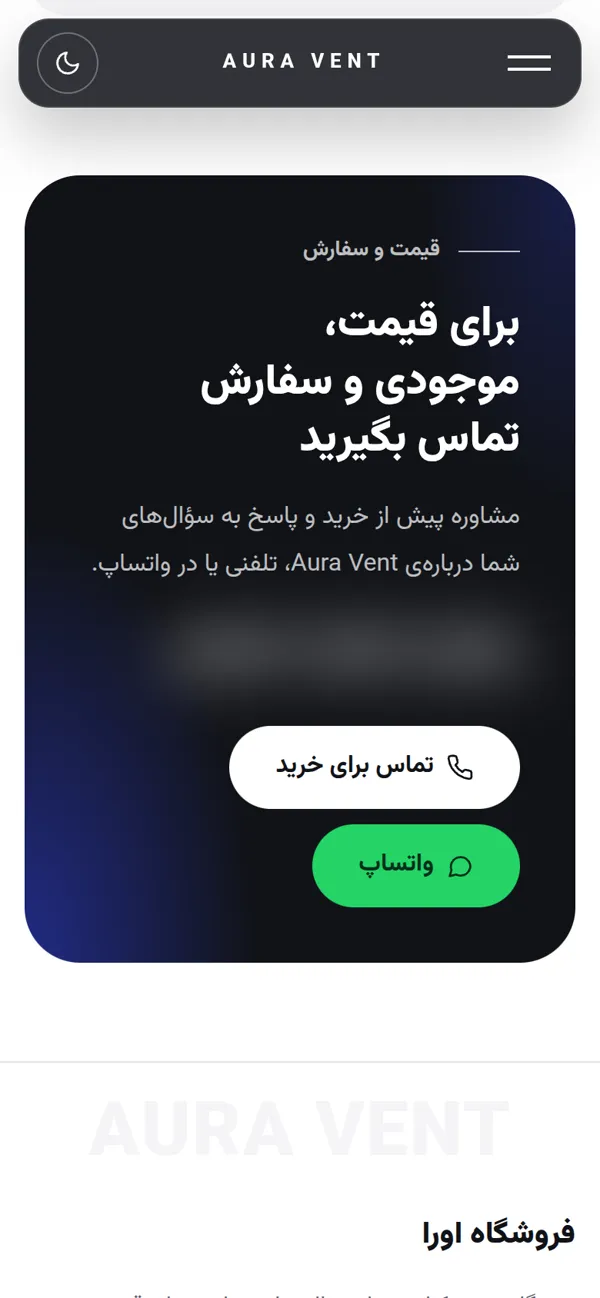 AURA VENT
قیمت و سفارش
برای قیمت،
موجودی و سفارش
تماس بگیرید
مشاوره پیش از خرید و پاسخ به سؤال‌های
شما درباره‌ی Aura Vent، تلفنی یا در واتساپ.
تماس برای خرید
واتساپ
AURA VENT
فروشگاه اورا